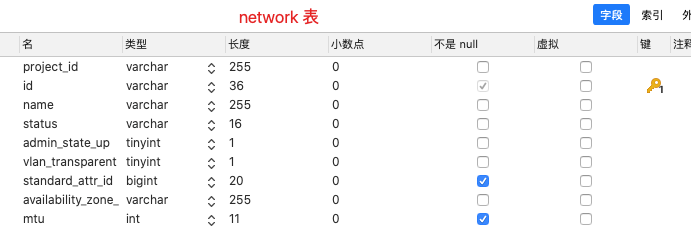 network 表
字段 索引 外
名 类型 长度 小数点 不是 null 虚拟 键 注释
project_id varchar 255 0
id varchar 36 0 1
name varchar 255 0
status varchar 16 0
admin_state_up tinyint 1 0
vlan_transparent tinyint 1 0
standard_attr_id bigint 20 0
availability_zone_ varchar 255 0
mtu int 11 0